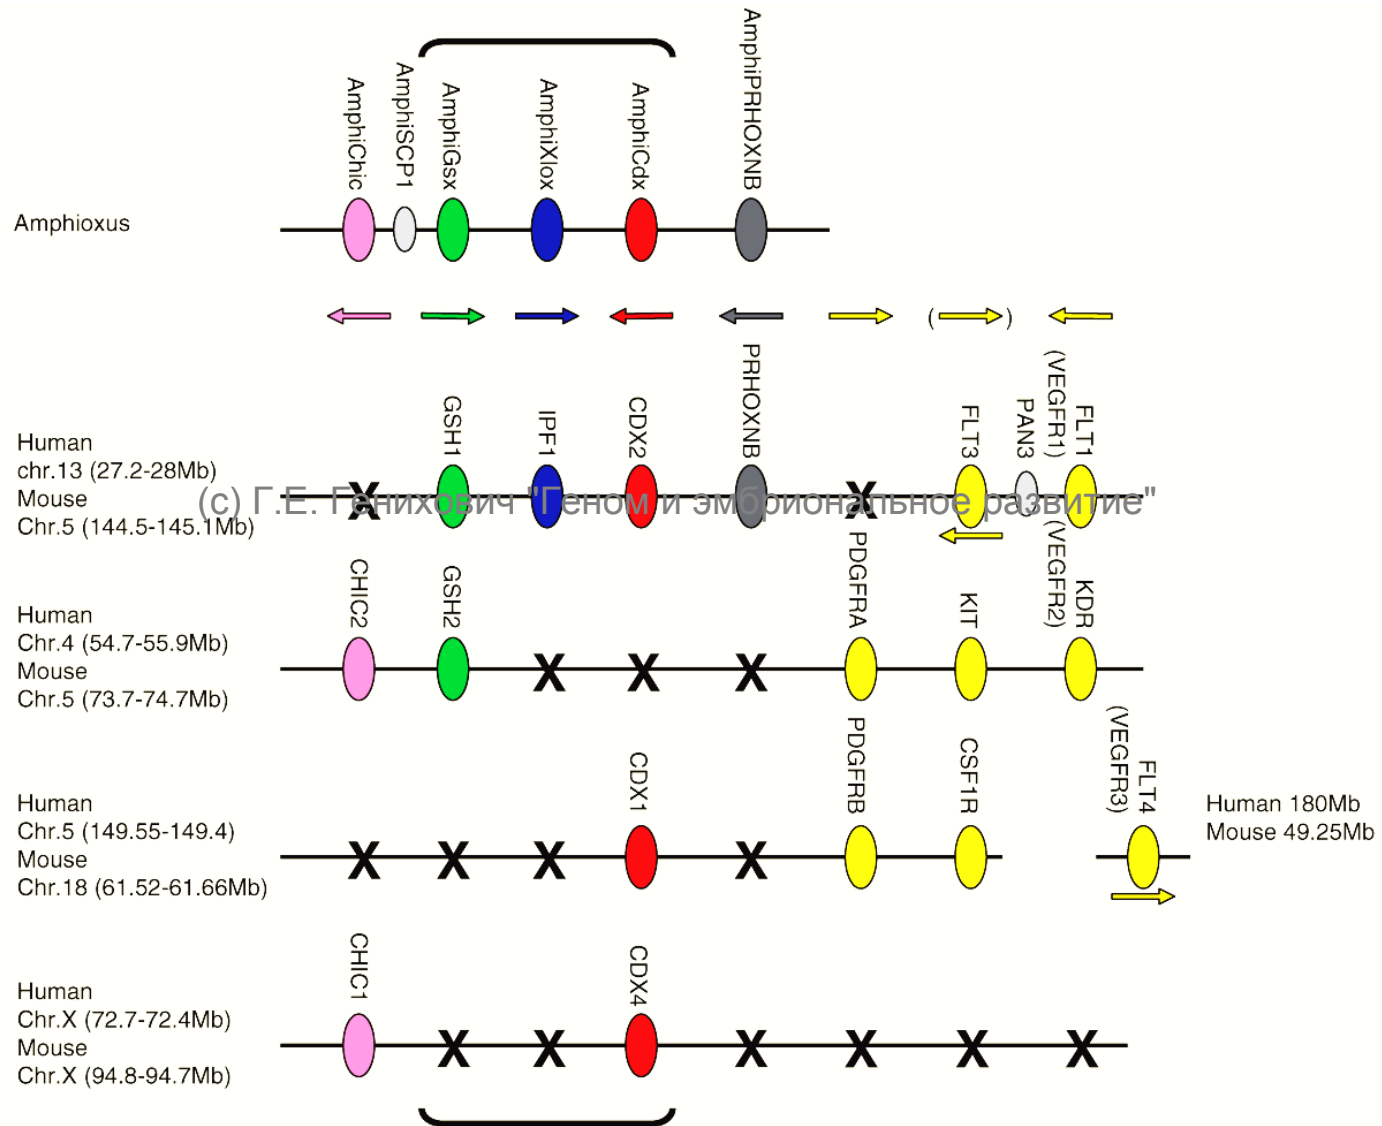 AmphiChic
AmphiSCP1
AmphiGsx
AmphiXlox
AmphiCdx
AmphiPRHOXNB
Amphioxus
( )
Human
chr.13 (27.2-28Mb)
Mouse
Chr.5 (144.5-145.1Mb)
GSH1
IPF1
CDX2
PRHOXNB
X
X
FLT3
PAN3
FLT1
(VEGFR1)
(c) Г.Е. Генихович "Геном и эмбриональное развитие"
Human
Chr.4 (54.7-55.9Mb)
Mouse
Chr.5 (73.7-74.7Mb)
CHIC2
GSH2
X X X
PDGFRA
KIT
KDR
(VEGFR2)
Human
Chr.5 (149.55-149.4)
Mouse
Chr.18 (61.52-61.66Mb)
X X X
CDX1
X
PDGFRB
CSF1R
FLT4
(VEGFR3)
Human 180Mb
Mouse 49.25Mb
Human
Chr.X (72.7-72.4Mb)
Mouse
Chr.X (94.8-94.7Mb)
CHIC1
X X
CDX4
X X X X